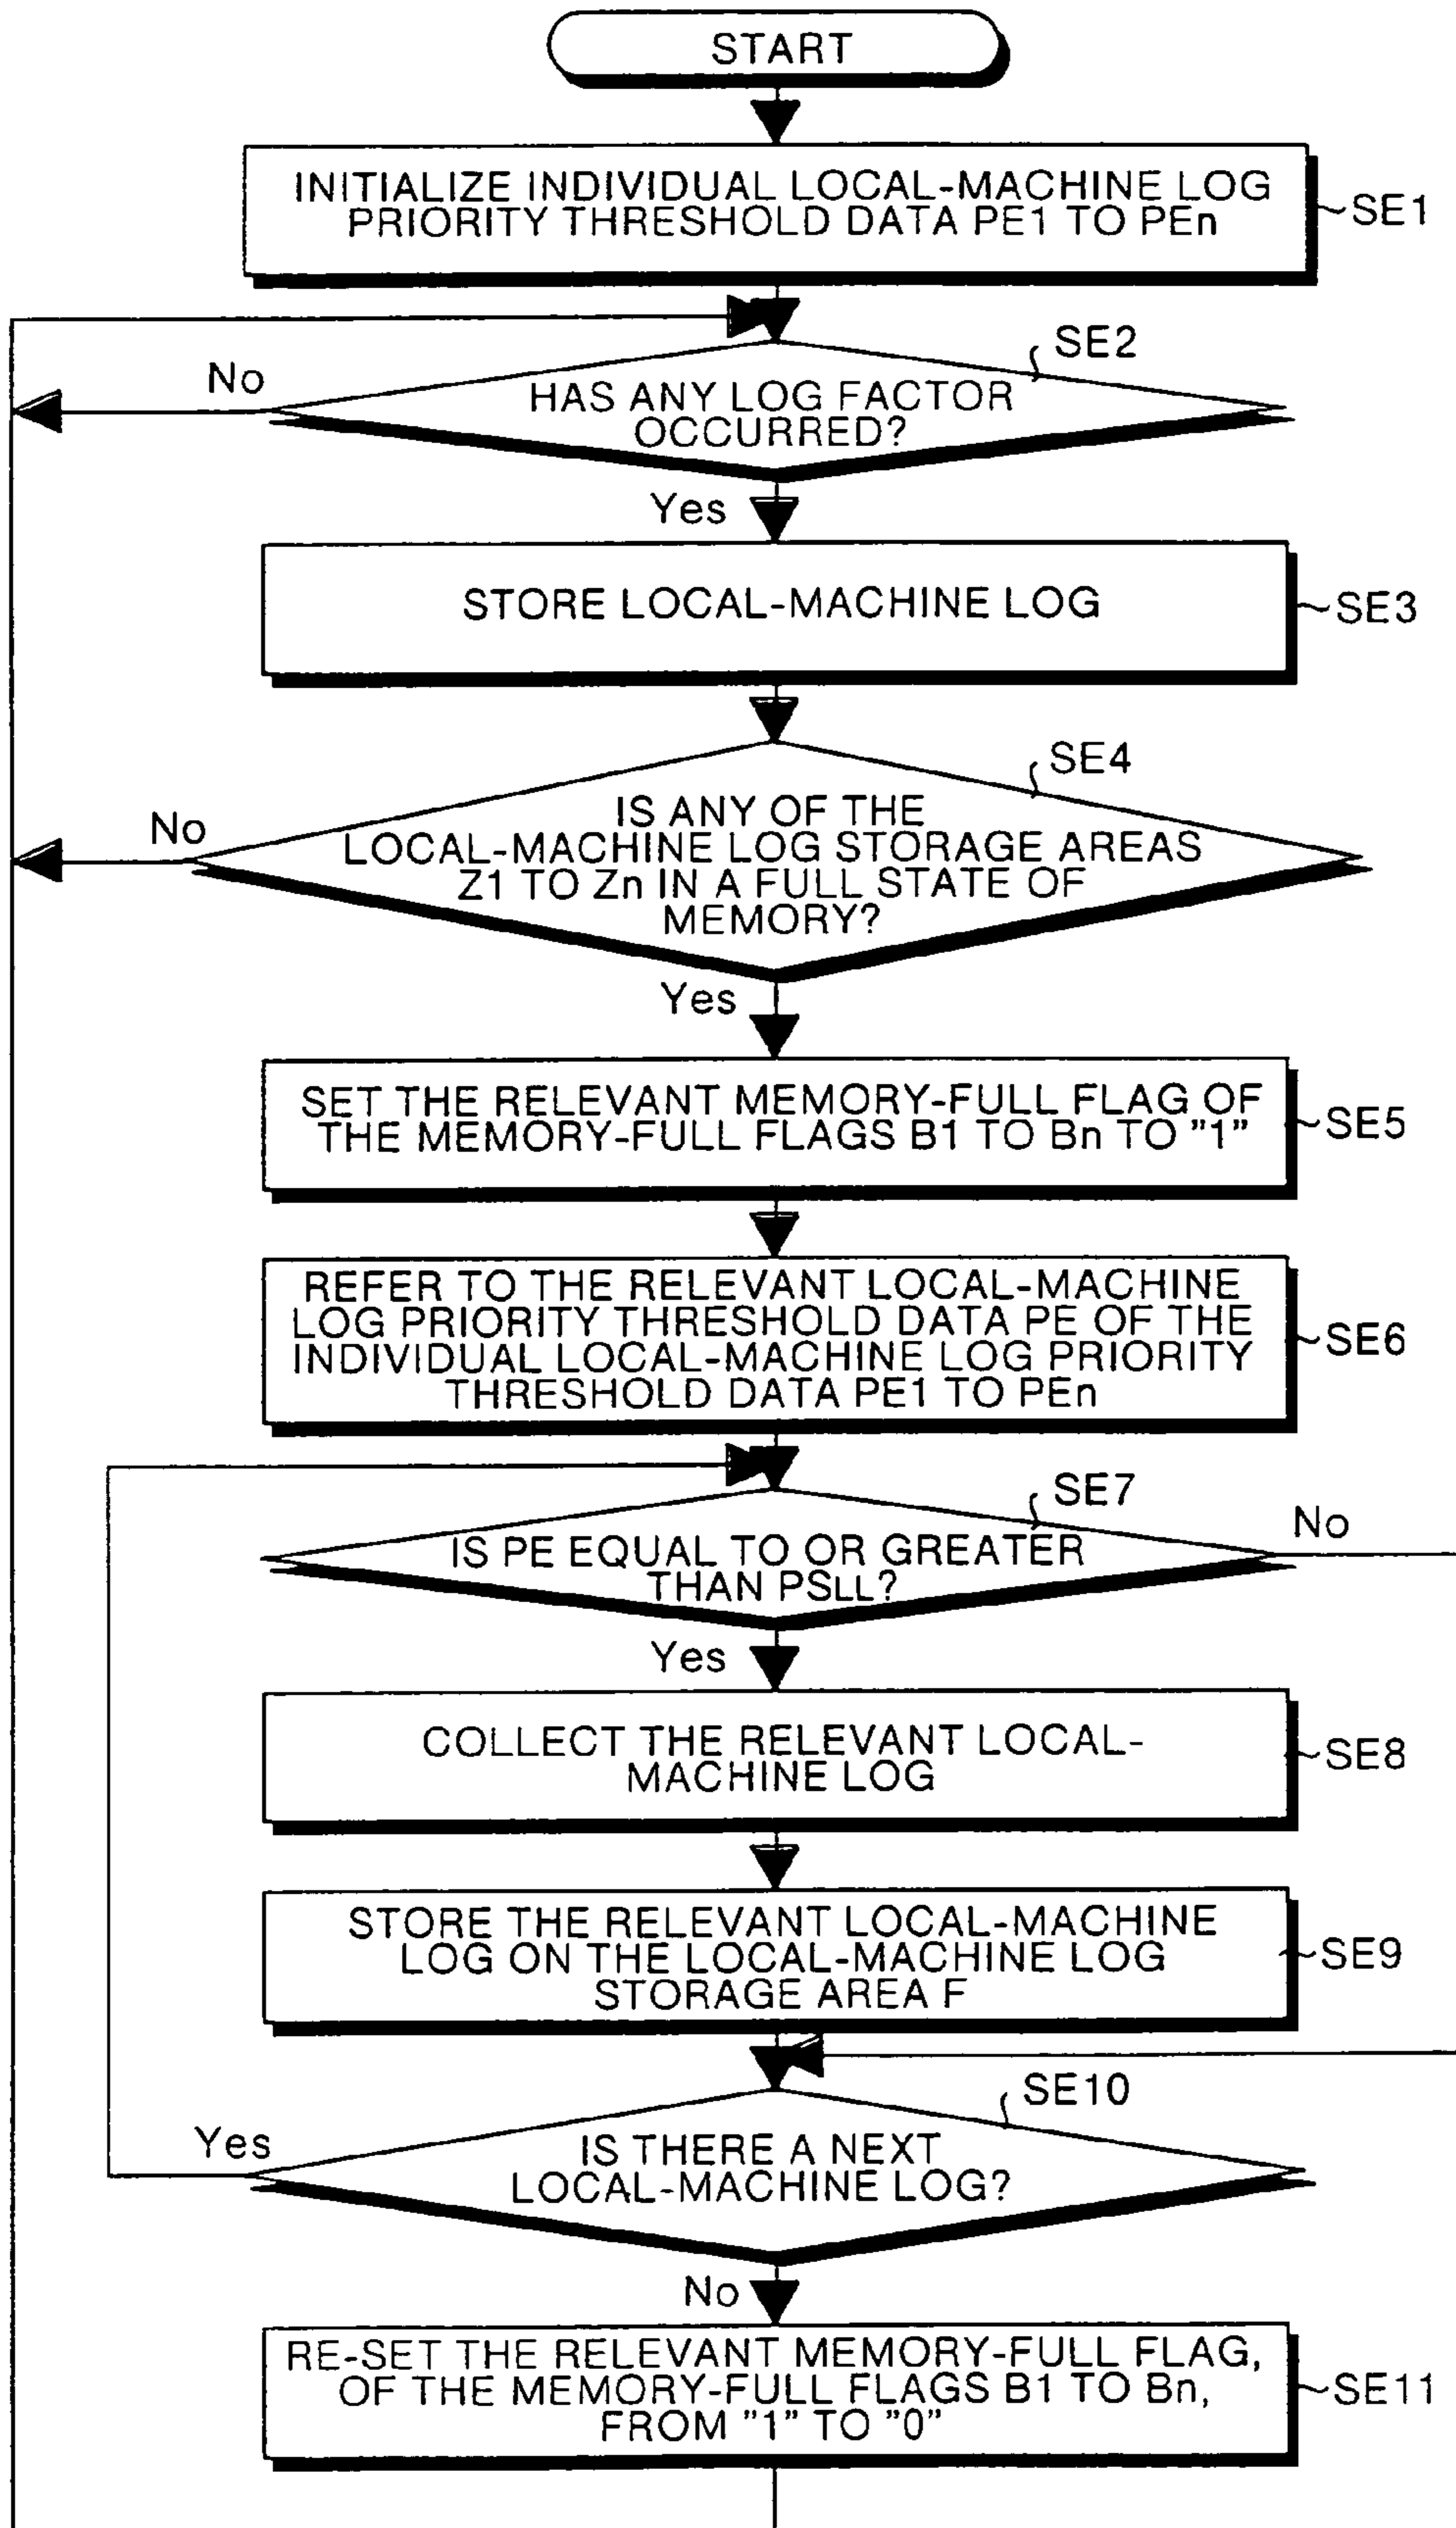 START
INITIALIZE INDIVIDUAL LOCAL-MACHINE LOG
PRIORITY THRESHOLD DATA PE1 TO PEn
SE1
SE2
No
HAS ANY LOG FACTOR
OCCURRED?
Yes
STORE LOCAL-MACHINE LOG
SE3
SE4
No
IS ANY OF THE
LOCAL-MACHINE LOG STORAGE AREAS
Z1 TO Zn IN A FULL STATE OF
MEMORY?
Yes
SET THE RELEVANT MEMORY-FULL FLAG OF
THE MEMORY-FULL FLAGS B1 TO Bn TO "1"
SE5
REFER TO THE RELEVANT LOCAL-MACHINE
LOG PRIORITY THRESHOLD DATA PE OF THE
INDIVIDUAL LOCAL-MACHINE LOG PRIORITY
THRESHOLD DATA PE1 TO PEn
SE6
SE7
No
IS PE EQUAL TO OR GREATER
THAN PSLL?
Yes
COLLECT THE RELEVANT LOCAL-
MACHINE LOG
SE8
STORE THE RELEVANT LOCAL-MACHINE
LOG ON THE LOCAL-MACHINE LOG
STORAGE AREA F
SE9
SE10
Yes
IS THERE A NEXT
LOCAL-MACHINE LOG?
No
RE-SET THE RELEVANT MEMORY-FULL FLAG,
OF THE MEMORY-FULL FLAGS B1 TO Bn,
FROM "1" TO "0"
SE11